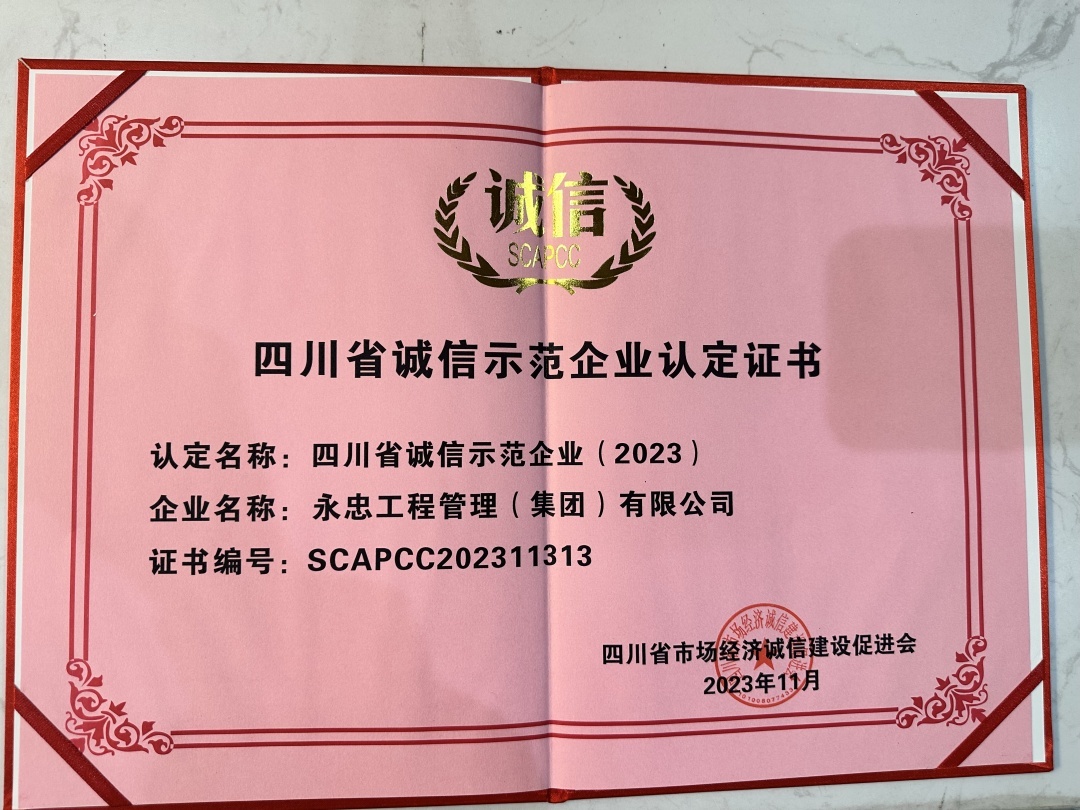 诚信
SCAPCC
四川省诚信示范企业认定证书
认定名称：四川省诚信示范企业（2023）
企业名称：永忠工程管理（集团）有限公司
证书编号：SCAPCC202311313
四川省市场经济诚信建设促进会
2023年11月